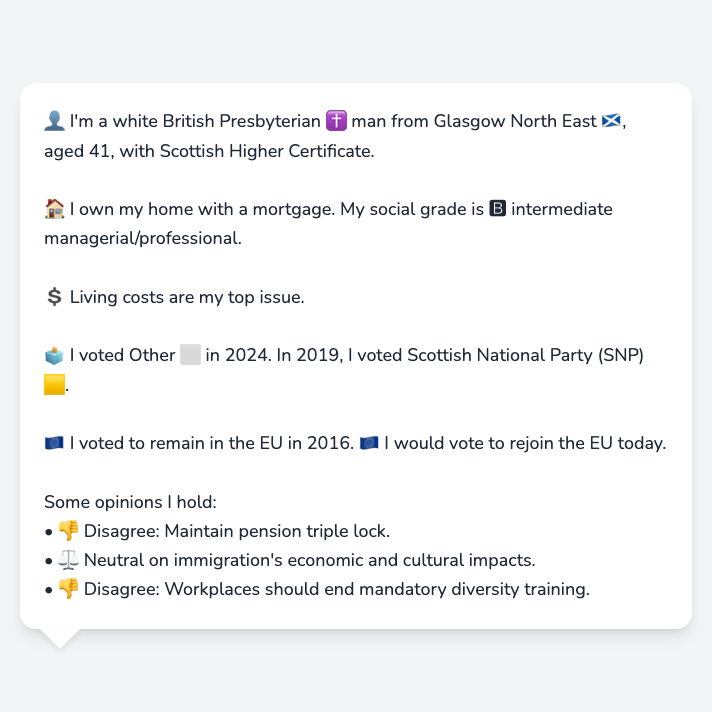 👤 I'm a white British Presbyterian ✝️ man from Glasgow North East 🏴󠁧󠁢󠁳󠁣󠁴󠁿,
aged 41, with Scottish Higher Certificate.
🏠 I own my home with a mortgage. My social grade is 🅱 intermediate
managerial/professional.
💲 Living costs are my top issue.
🗳️ I voted Other ⬜ in 2024. In 2019, I voted Scottish National Party (SNP)
🟨.
🇪🇺 I voted to remain in the EU in 2016. 🇪🇺 I would vote to rejoin the EU today.
Some opinions I hold:
• 👎 Disagree: Maintain pension triple lock.
• ⚖️ Neutral on immigration's economic and cultural impacts.
• 👎 Disagree: Workplaces should end mandatory diversity training.